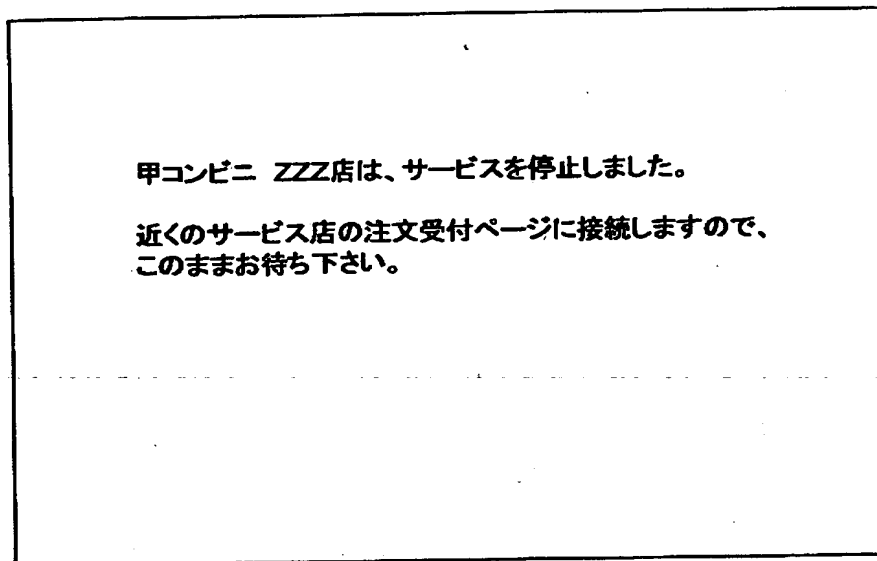 甲コンビニ ZZZ店は、サービスを停止しました。
近くのサービス店の注文受付ページに接続しますので、
このままお待ち下さい。